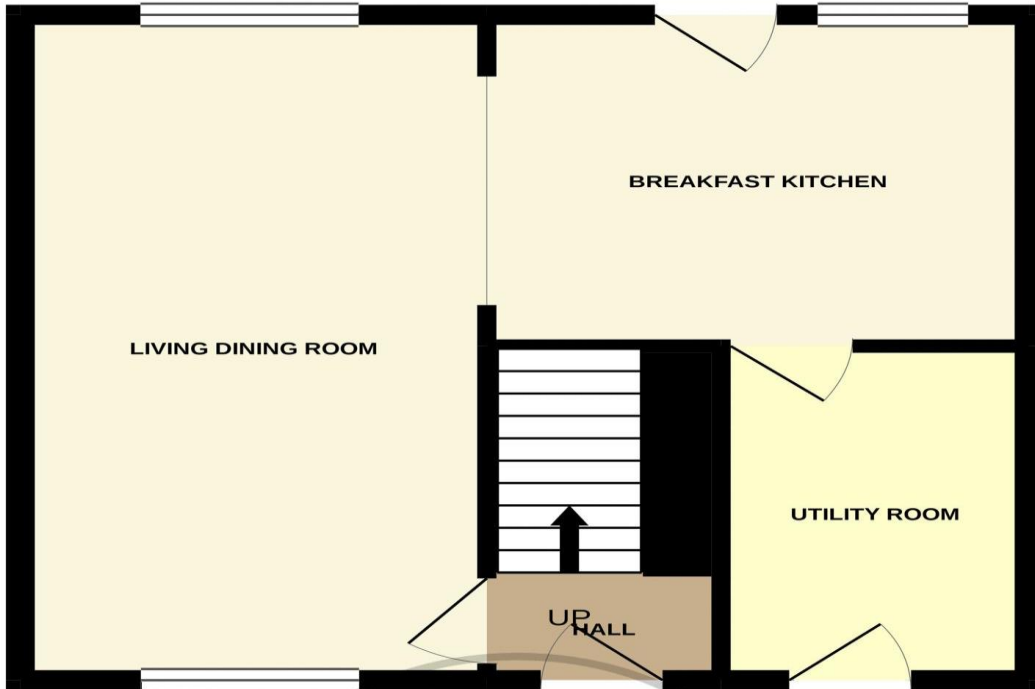 BREAKFAST KITCHEN
LIVING DINING ROOM
UTILITY ROOM
UP
HALL